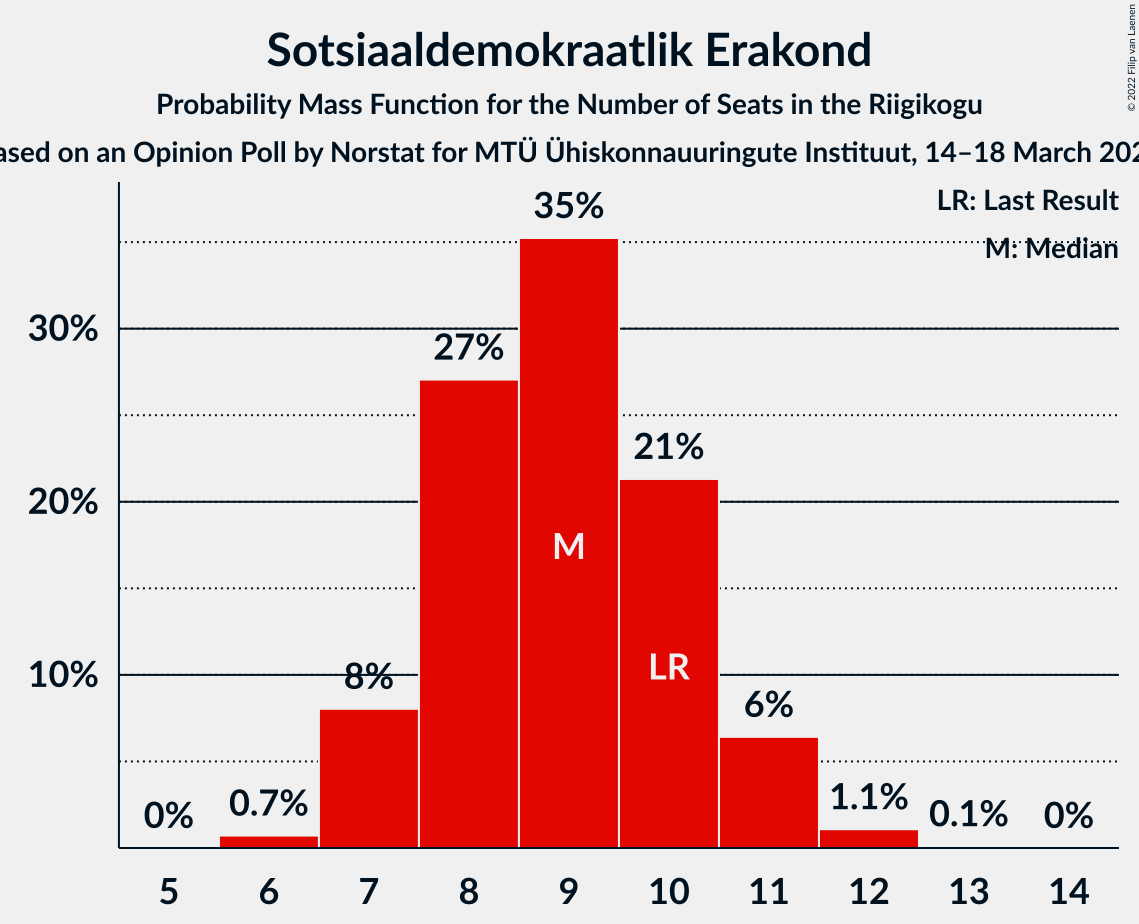 Sotsiaaldemokraatlik Erakond
Probability Mass Function for the Number of Seats in the Riigikogu
ased on an Opinion Poll by Norstat for MTÜ Ühiskonnauuringute Instituut, 14–18 March 202
© 2022 Filip van Laenen
LR: Last Result
M: Median
35%
30%
27%
21%
20%
M
LR
10%
8%
6%
0%
0.7%
1.1%
0.1%
0%
5 6 7 8 9 10 11 12 13 14